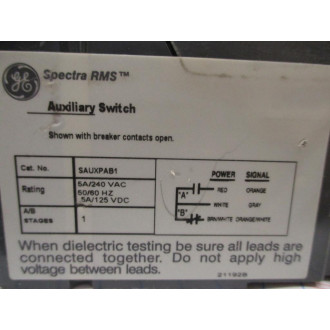 GE
Spectra RMS™
Auxiliary Switch
Shown with breaker contacts open.
Cat. No. SAUXPAB1
Rating 5A/240 VAC
50/60 HZ
.5A/125 VDC
A/B STAGES 1
POWER SIGNAL
"A" RED ORANGE
WHITE GRAY
"B" BRN/WHITE ORANGE/WHITE
When dielectric testing be sure all leads are
connected together. Do not apply high
voltage between leads.